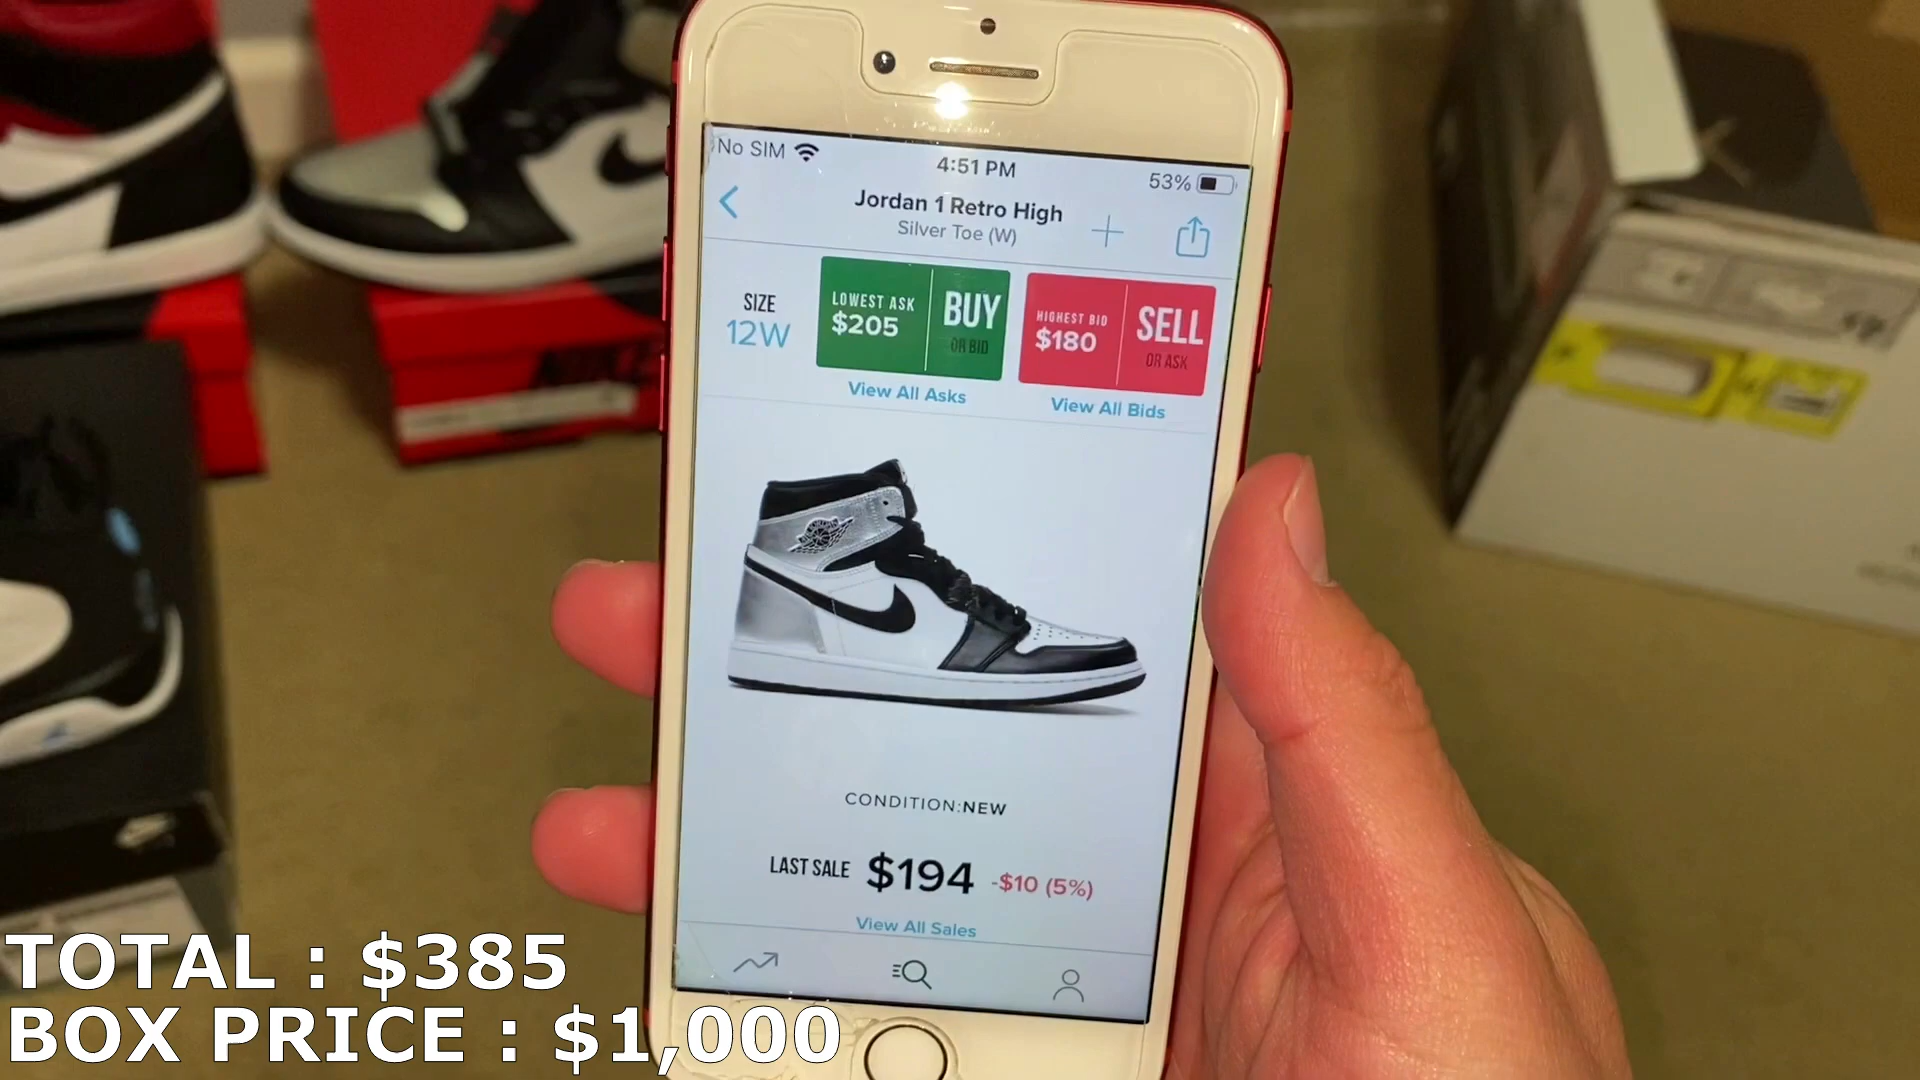 No SIM
4:51 PM
53%
Jordan 1 Retro High
Silver Toe (W)
SIZE
12W
LOWEST ASK
$205
BUY
OR BID
HIGHEST BID
$180
SELL
OR ASK
View All Asks
View All Bids
CONDITION:NEW
LAST SALE $194 -$10 (5%)
View All Sales
TOTAL : $385
BOX PRICE : $1,000